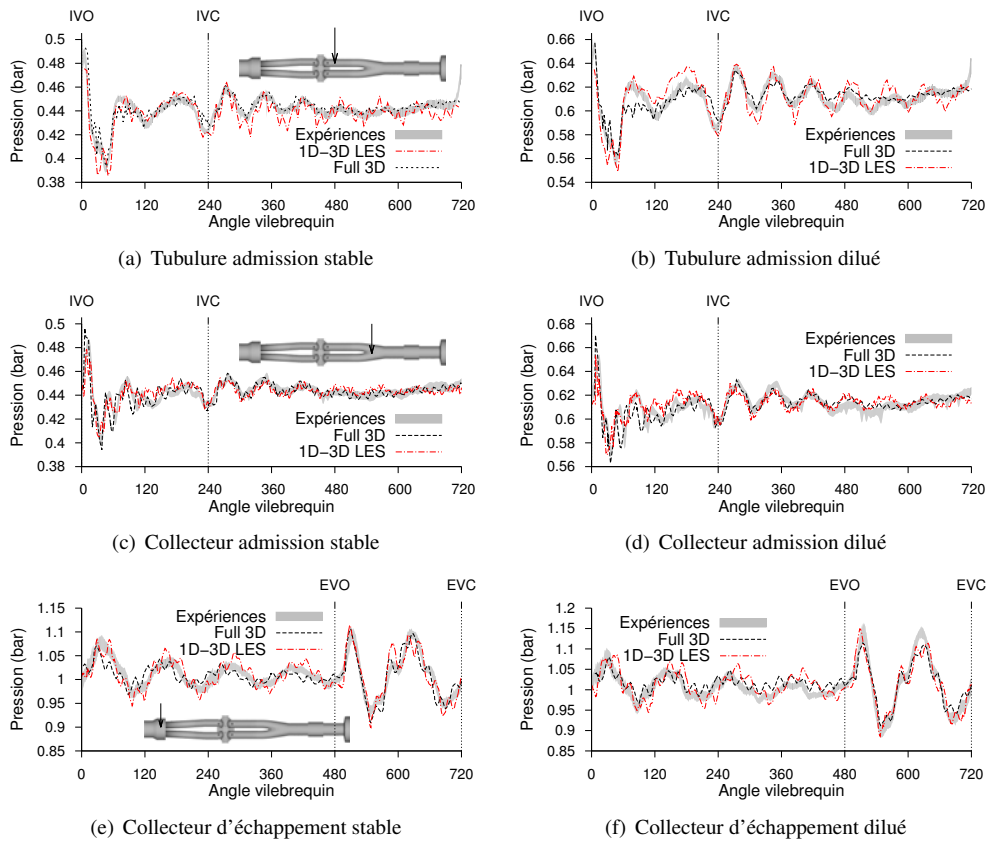 IVO IVC
0.5
0.48
0.46
0.44
0.42
0.4
0.38
Pression (bar)
Expériences
1D−3D LES
Full 3D
0 120 240 360 480 600 720
Angle vilebrequin
(a) Tubulure admission stable
IVO IVC
0.66
0.64
0.62
0.6
0.58
0.56
0.54
Pression (bar)
Expériences
Full 3D
1D−3D LES
0 120 240 360 480 600 720
Angle vilebrequin
(b) Tubulure admission dilué
IVO IVC
0.5
0.48
0.46
0.44
0.42
0.4
0.38
Pression (bar)
Expériences
Full 3D
1D−3D LES
0 120 240 360 480 600 720
Angle vilebrequin
(c) Collecteur admission stable
IVO IVC
0.68
0.66
0.64
0.62
0.6
0.58
0.56
Pression (bar)
Expériences
Full 3D
1D−3D LES
0 120 240 360 480 600 720
Angle vilebrequin
(d) Collecteur admission dilué
EVO EVC
1.15
1.1
1.05
1
0.95
0.9
0.85
Pression (bar)
Expériences
Full 3D
1D−3D LES
0 120 240 360 480 600 720
Angle vilebrequin
(e) Collecteur d'échappement stable
EVO EVC
1.2
1.15
1.1
1.05
1
0.95
0.9
0.85
Pression (bar)
Expériences
Full 3D
1D−3D LES
0 120 240 360 480 600 720
Angle vilebrequin
(f) Collecteur d'échappement dilué